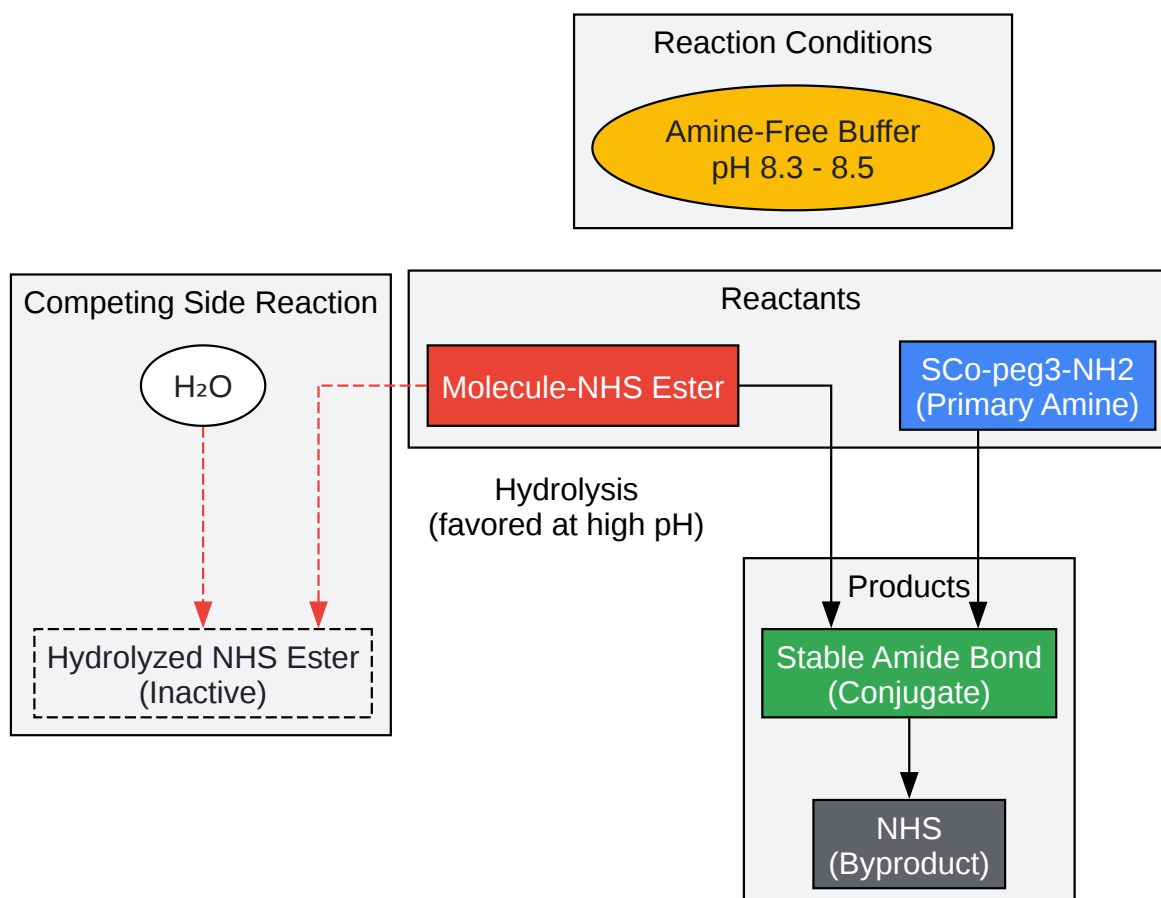 Reaction Conditions
Amine-Free Buffer
pH 8.3 - 8.5
Competing Side Reaction
H₂O
Reactants
Molecule-NHS Ester
SCo-peg3-NH2
(Primary Amine)
Hydrolysis
(favored at high pH)
Hydrolyzed NHS Ester
(Inactive)
Products
Stable Amide Bond
(Conjugate)
NHS
(Byproduct)